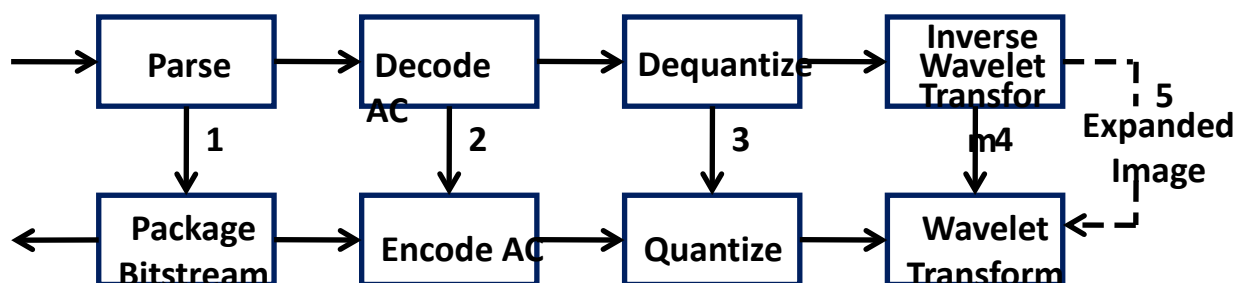 Parse
Decode
AC
Dequantize
Inverse
Wavelet
Transfor
m
1
2
3
4
5
Expanded
Image
Package
Bitstream
Encode AC
Quantize
Wavelet
Transform